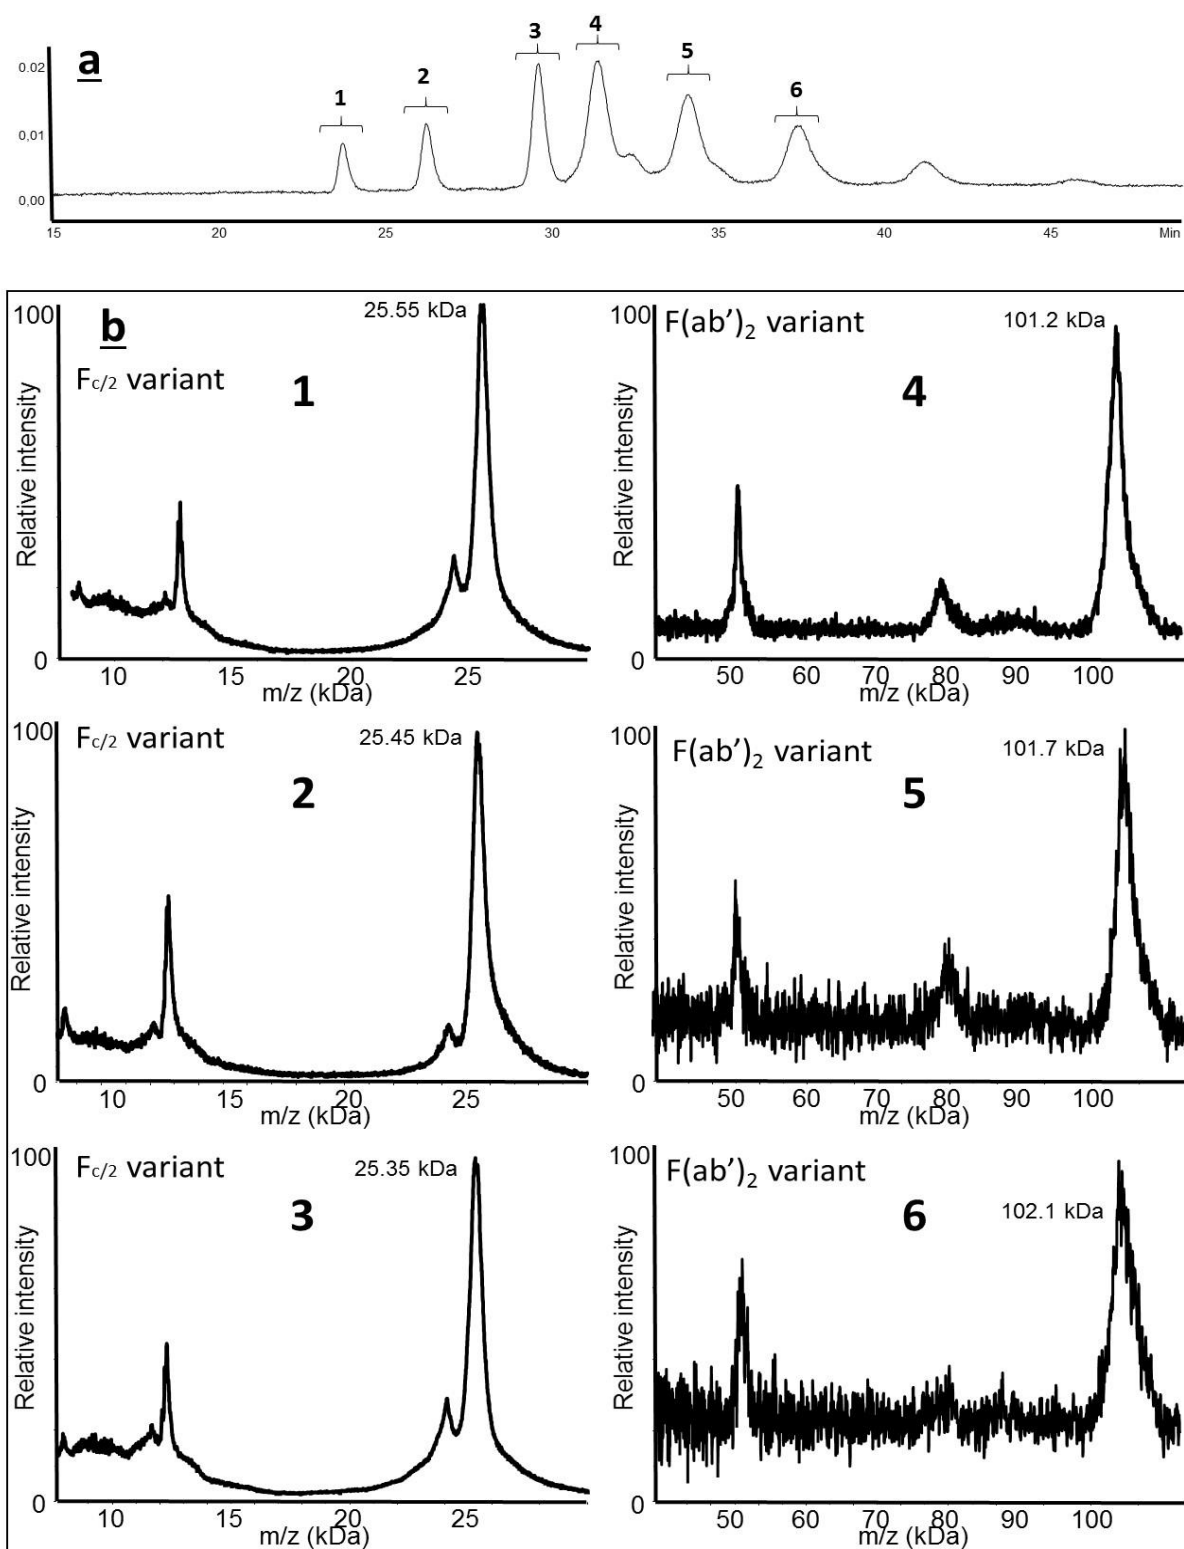 a
1
2
3
4
5
6
0.02
0,01
0,00
15
20
25
30
35
40
45
Min
b
100
Fc/2 variant
1
25.55 kDa
Relative intensity
0
10
15
20
25
m/z (kDa)
100
F(ab’)2 variant
4
101.2 kDa
Relative intensity
0
50
60
70
80
90
100
m/z (kDa)
100
Fc/2 variant
2
25.45 kDa
Relative intensity
0
10
15
20
25
m/z (kDa)
100
F(ab’)2 variant
5
101.7 kDa
Relative intensity
0
50
60
70
80
90
100
m/z (kDa)
100
Fc/2 variant
3
25.35 kDa
Relative intensity
0
10
15
20
25
m/z (kDa)
100
F(ab’)2 variant
6
102.1 kDa
Relative intensity
0
50
60
70
80
90
100
m/z (kDa)